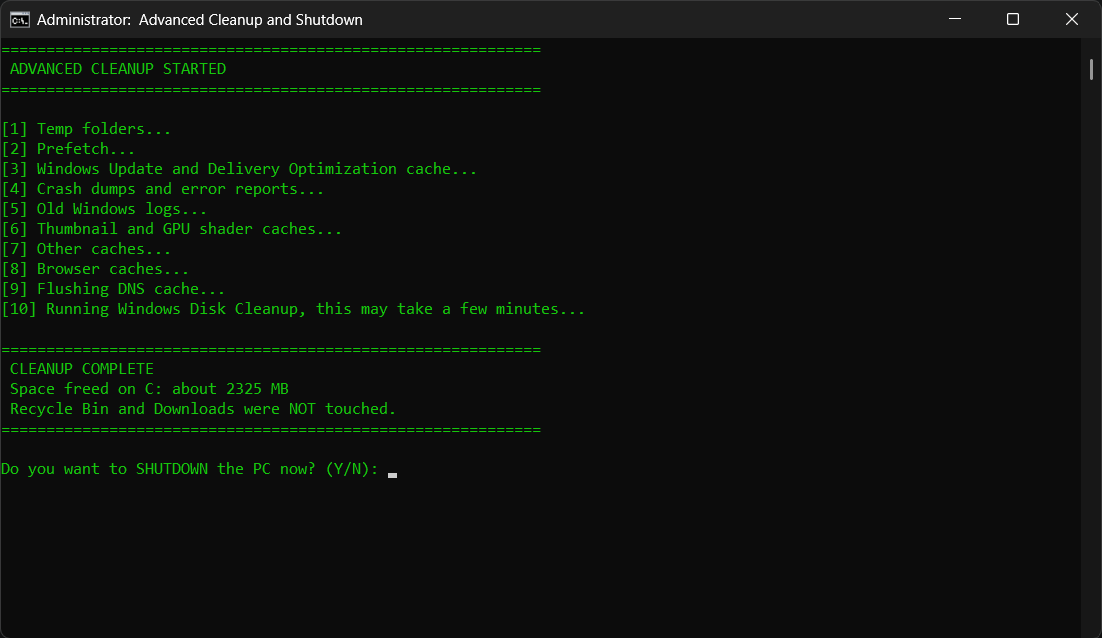 Administrator:  Advanced Cleanup and Shutdown
============================================================
 ADVANCED CLEANUP STARTED
============================================================
[1] Temp folders...
[2] Prefetch...
[3] Windows Update and Delivery Optimization cache...
[4] Crash dumps and error reports...
[5] Old Windows logs...
[6] Thumbnail and GPU shader caches...
[7] Other caches...
[8] Browser caches...
[9] Flushing DNS cache...
[10] Running Windows Disk Cleanup, this may take a few minutes...
============================================================
 CLEANUP COMPLETE
 Space freed on C: about 2325 MB
 Recycle Bin and Downloads were NOT touched.
============================================================
Do you want to SHUTDOWN the PC now? (Y/N):